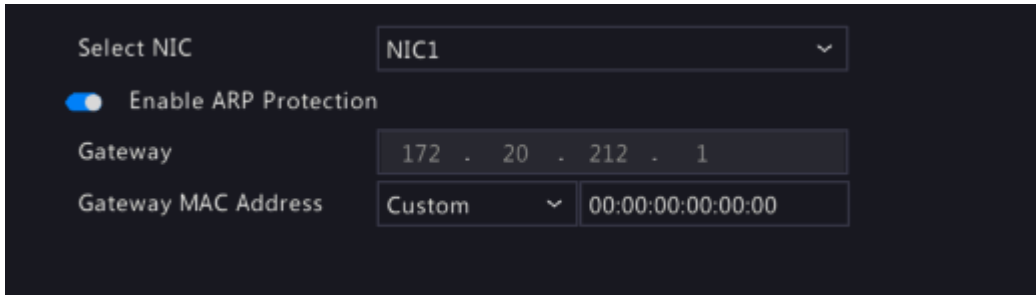 Select NIC NIC1
Enable ARP Protection
Gateway 172 . 20 . 212 . 1
Gateway MAC Address Custom 00:00:00:00:00:00